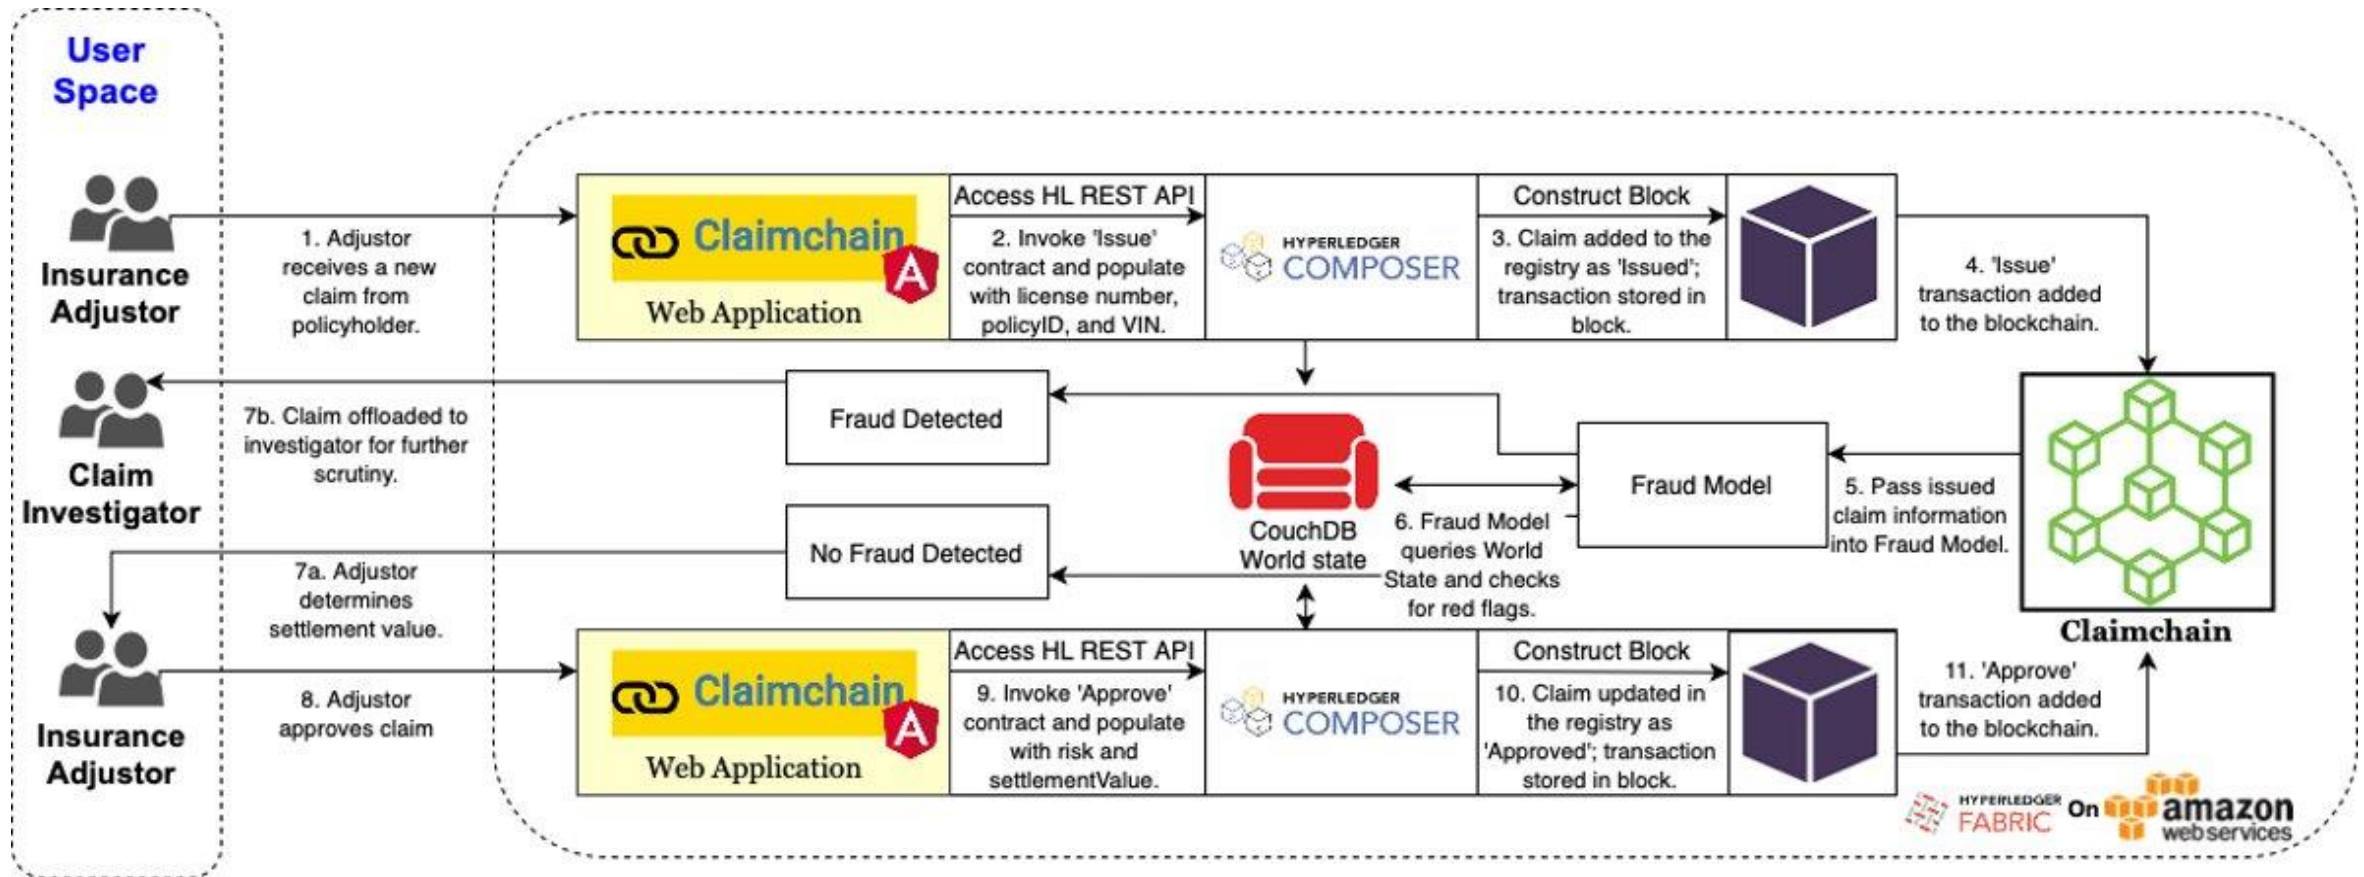 User
Space
Insurance
Adjustor
1. Adjustor
receives a new
claim from
policyholder.
Claimchain
Web Application
Access HL REST API
2. Invoke 'Issue'
contract and populate
with license number,
policyID, and VIN.
HYPERLEDGER
COMPOSER
Construct Block
3. Claim added to the
registry as 'Issued';
transaction stored in
block.
4. 'Issue'
transaction added
to the blockchain.
Claim
Investigator
7b. Claim offloaded to
investigator for further
scrutiny.
Fraud Detected
CouchDB
World state
Fraud Model
5. Pass issued
claim information
into Fraud Model.
6. Fraud Model
queries World
State and checks
for red flags.
No Fraud Detected
7a. Adjustor
determines
settlement value.
Claimchain
Insurance
Adjustor
8. Adjustor
approves claim
Claimchain
A
Web Application
Access HL REST API
9. Invoke 'Approve'
contract and populate
with risk and
settlementValue.
HYPERLEDGER
COMPOSER
Construct Block
10. Claim updated in
the registry as
'Approved'; transaction
stored in block.
11. 'Approve'
transaction added
to the blockchain.
HYPERLEDGER
FABRIC
On
amazon
webservices